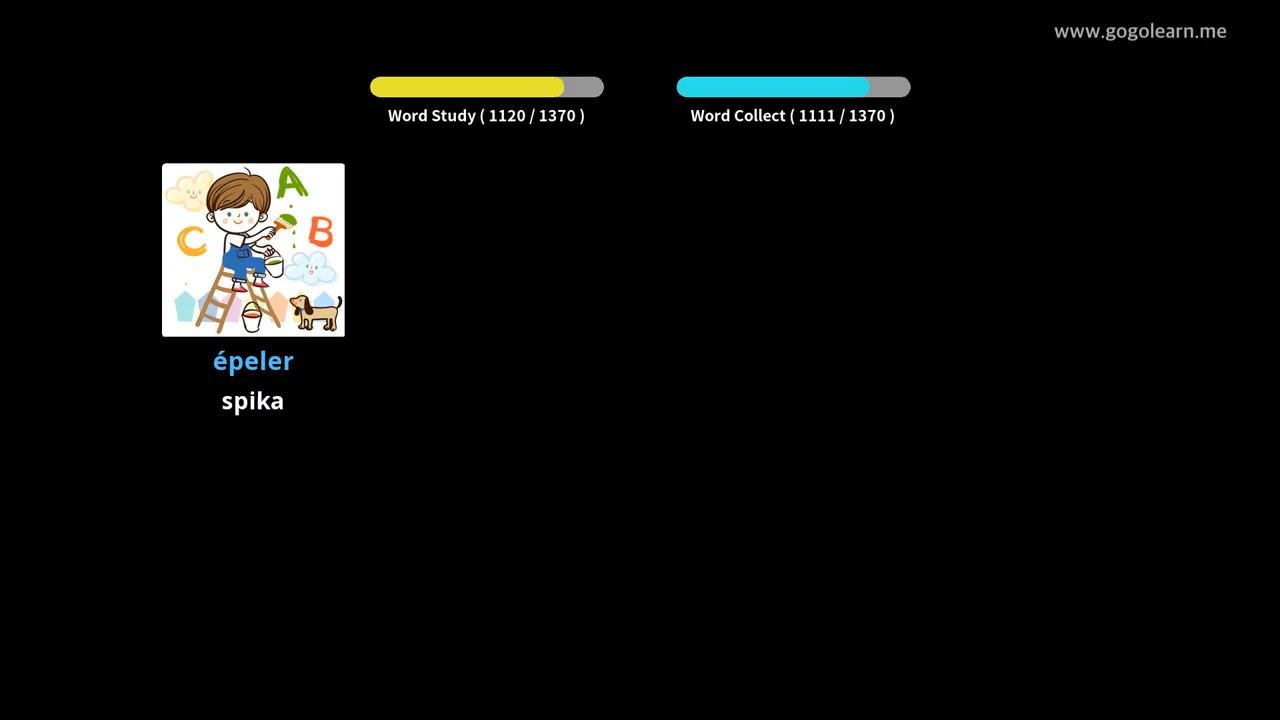 www.gogolearn.me
Word Study ( 1120 / 1370 )
Word Collect ( 1111 / 1370 )
A
B
C
épeler
spika